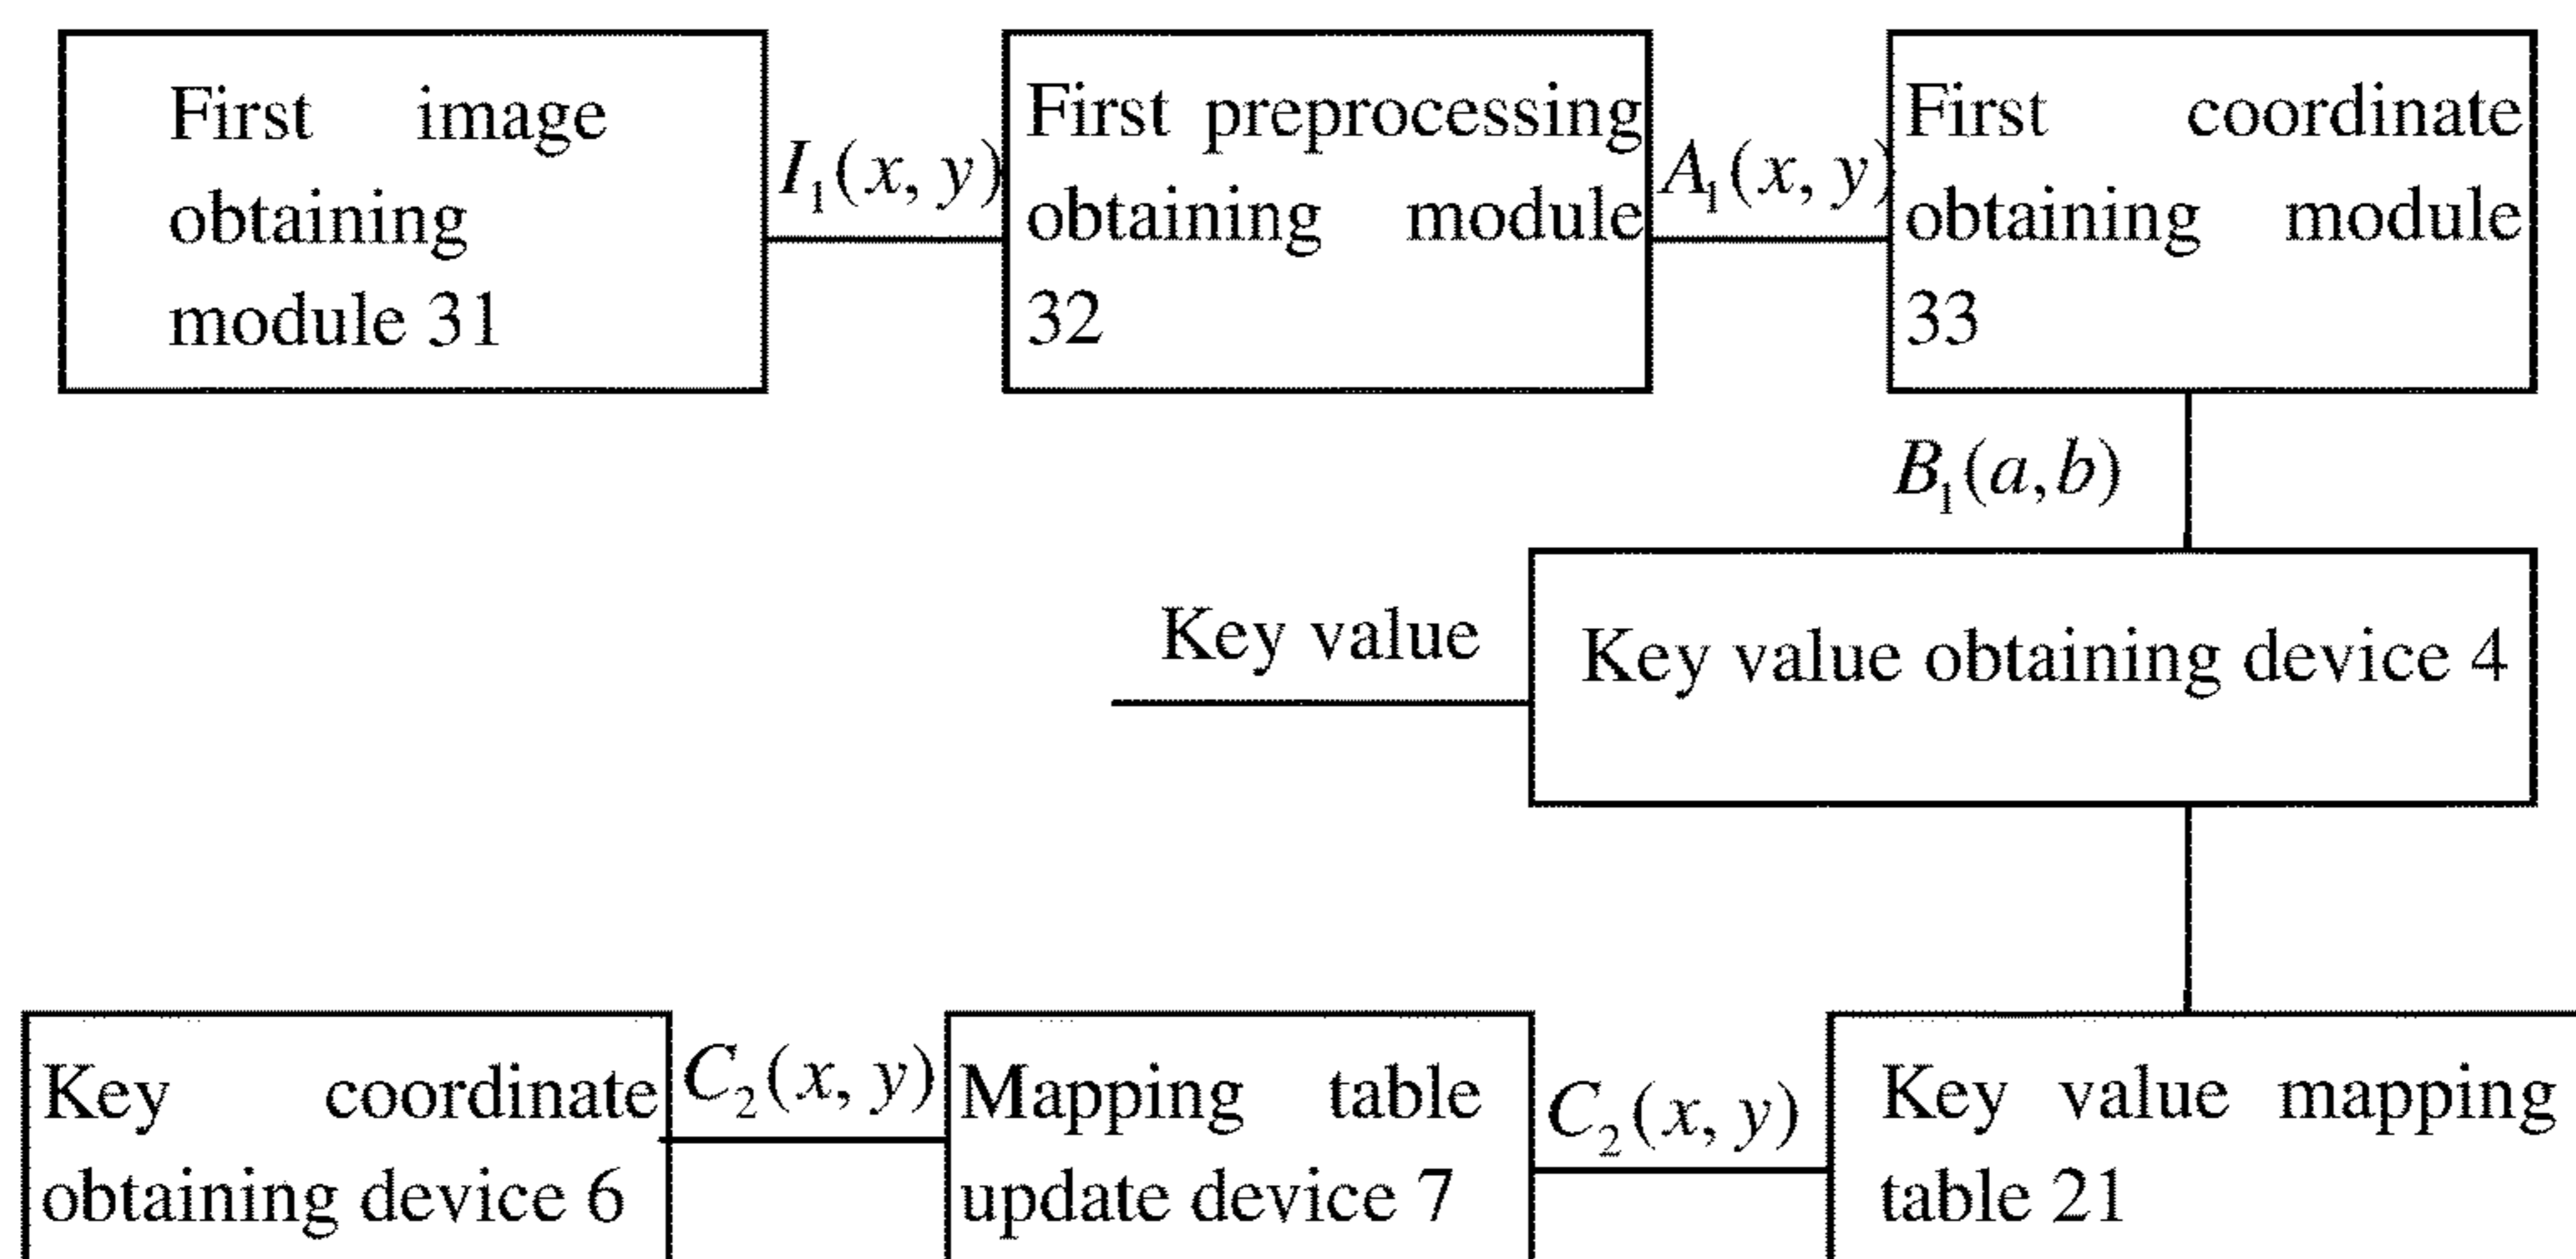 First image
obtaining
module 31
I₁(x, y)
First preprocessing
obtaining module
32
A₁(x, y)
First coordinate
obtaining module
33
B₁(a,b)
Key value
Key value obtaining device 4
Key coordinate
obtaining device 6
C₂(x, y)
Mapping table
update device 7
C₂(x, y)
Key value mapping
table 21